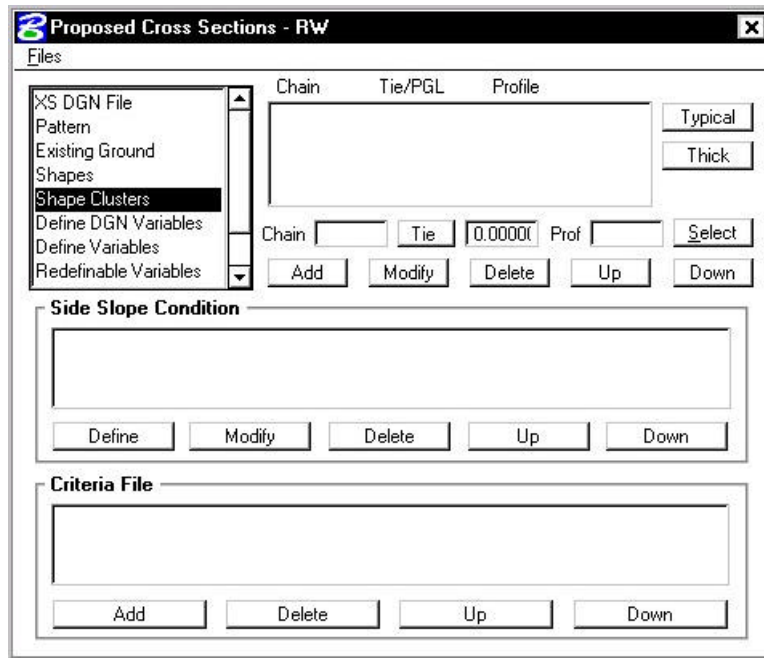 Proposed Cross Sections - RW
Files
XS DGN File
Pattern
Existing Ground
Shapes
Shape Clusters
Define DGN Variables
Define Variables
Redefinable Variables
Chain Tie/PGL Profile
Typical
Thick
Chain Tie 0.0000( Prof Select
Add Modify Delete Up Down
Side Slope Condition
Define Modify Delete Up Down
Criteria File
Add Delete Up Down